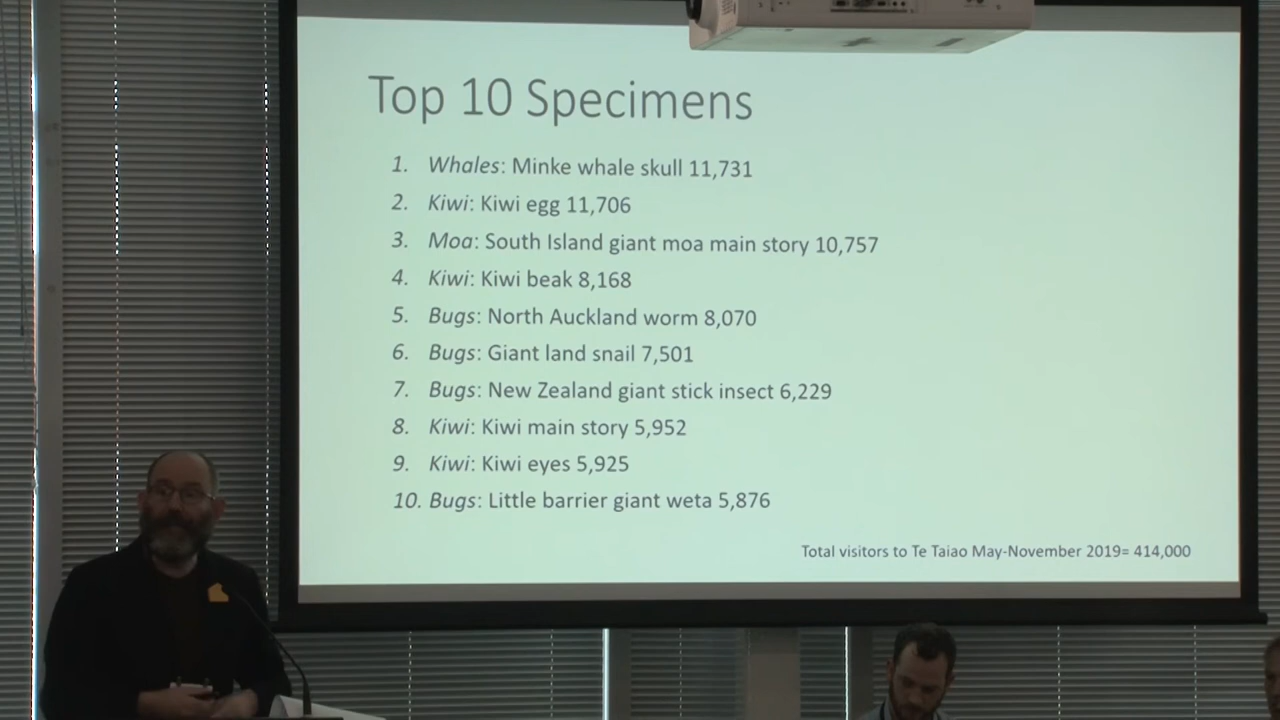 Top 10 Specimens
1. Whales: Minke whale skull 11,731
2. Kiwi: Kiwi egg 11,706
3. Moa: South Island giant moa main story 10,757
4. Kiwi: Kiwi beak 8,168
5. Bugs: North Auckland worm 8,070
6. Bugs: Giant land snail 7,501
7. Bugs: New Zealand giant stick insect 6,229
8. Kiwi: Kiwi main story 5,952
9. Kiwi: Kiwi eyes 5,925
10. Bugs: Little barrier giant weta 5,876
Total visitors to Te Taiao May-November 2019= 414,000